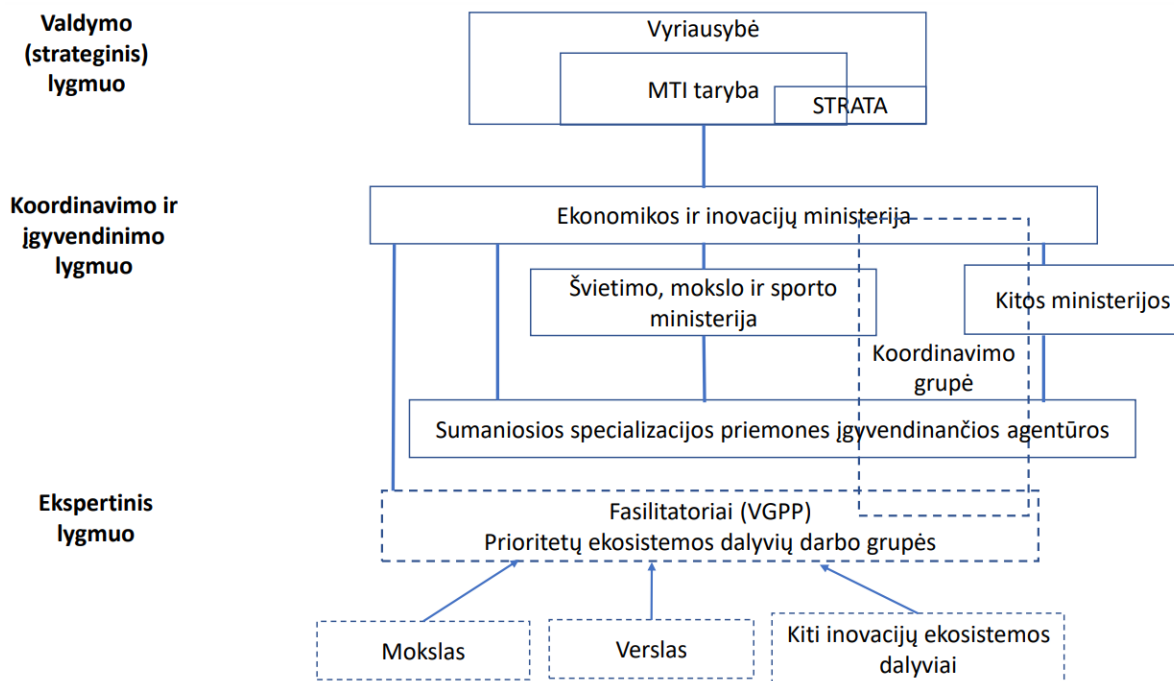 Valdymo
(strateginis)
lygmuo
Vyriausybė
MTI taryba
STRATA
Koordinavimo ir
įgyvendinimo
lygmuo
Ekonomikos ir inovacijų ministerija
Švietimo, mokslo ir sporto
ministerija
Kitos ministerijos
Koordinavimo
grupė
Sumaniosios specializacijos priemones įgyvendinančios agentūros
Ekspertinis
lygmuo
Fasilitatoriai (VGPP)
Prioritetų ekosistemos dalyvių darbo grupės
Mokslas
Verslas
Kiti inovacijų ekosistemos
dalyviai